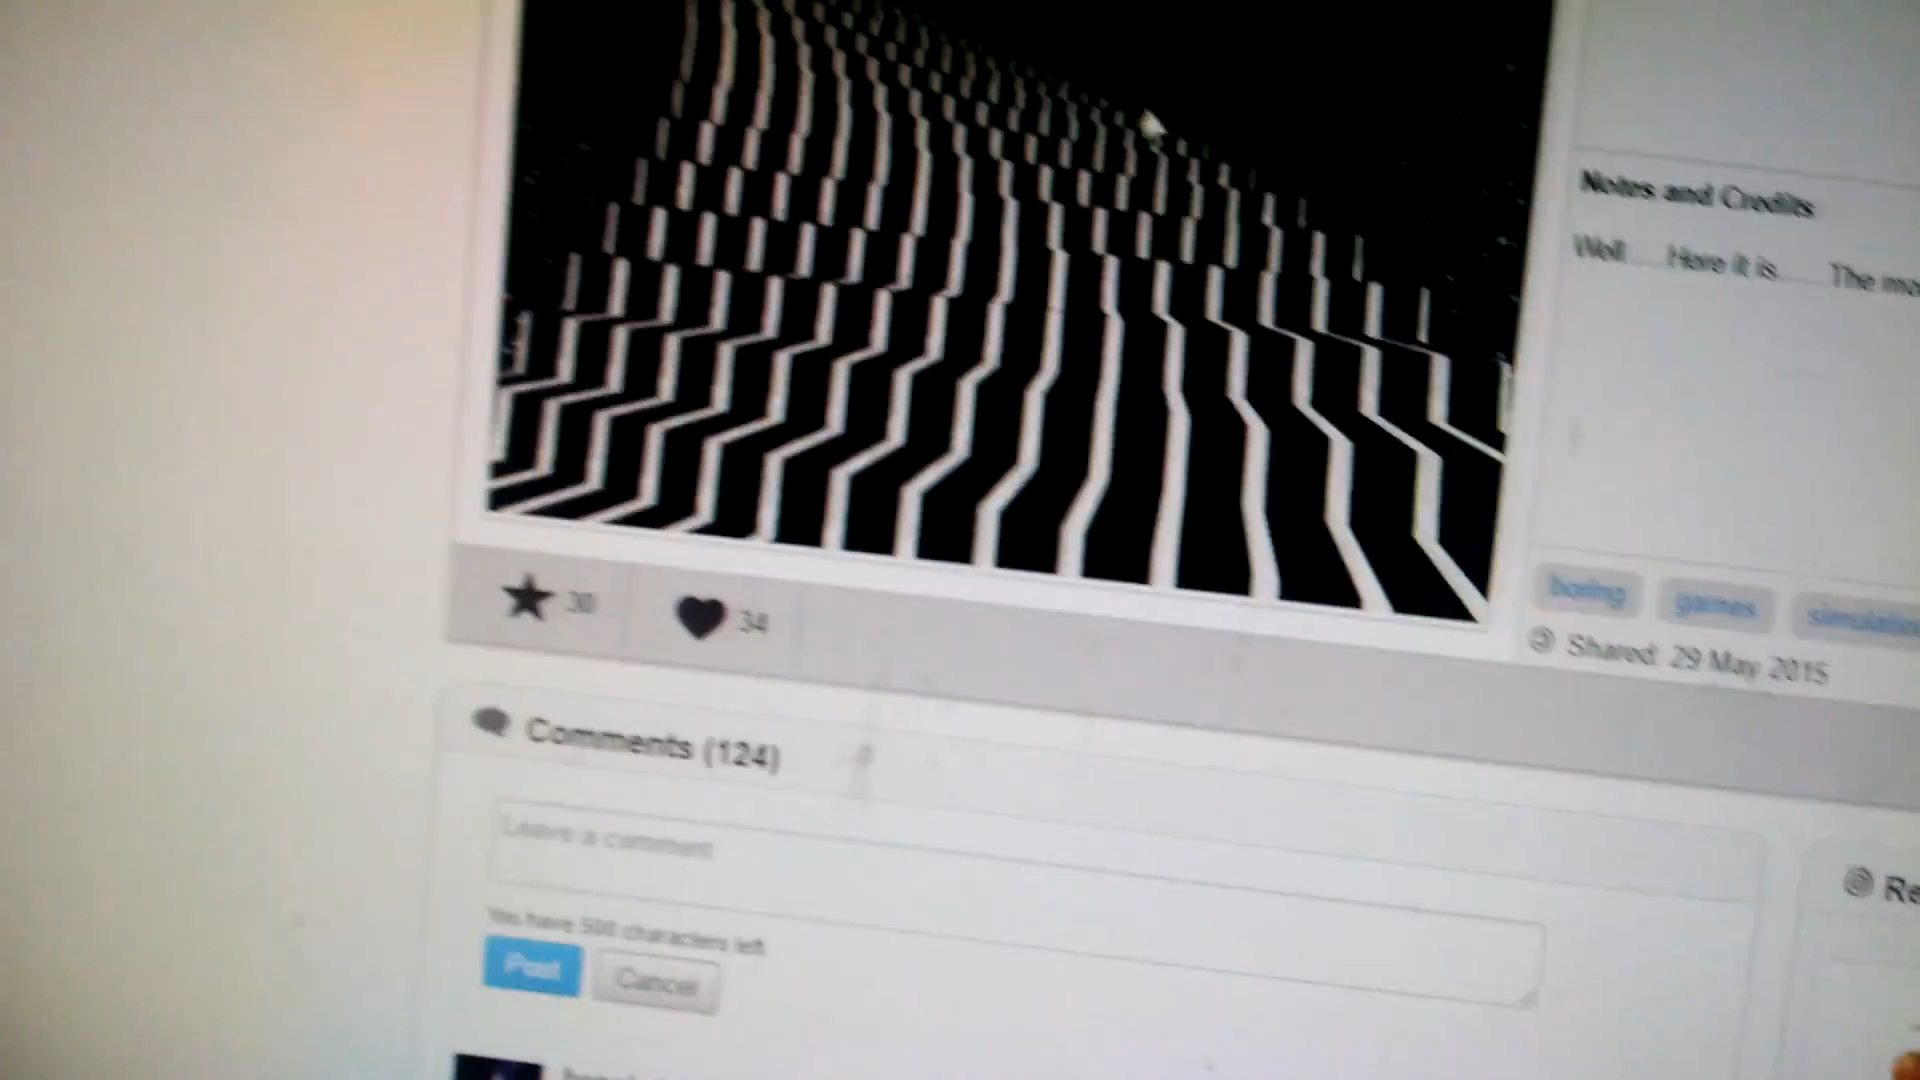 Notes and Credits
Well.....Here it is...... The
boring games simulation
Shared: 29 May 2015
30 34
Comments (124)
Leave a comment
You have 500 characters left
Post Cancel